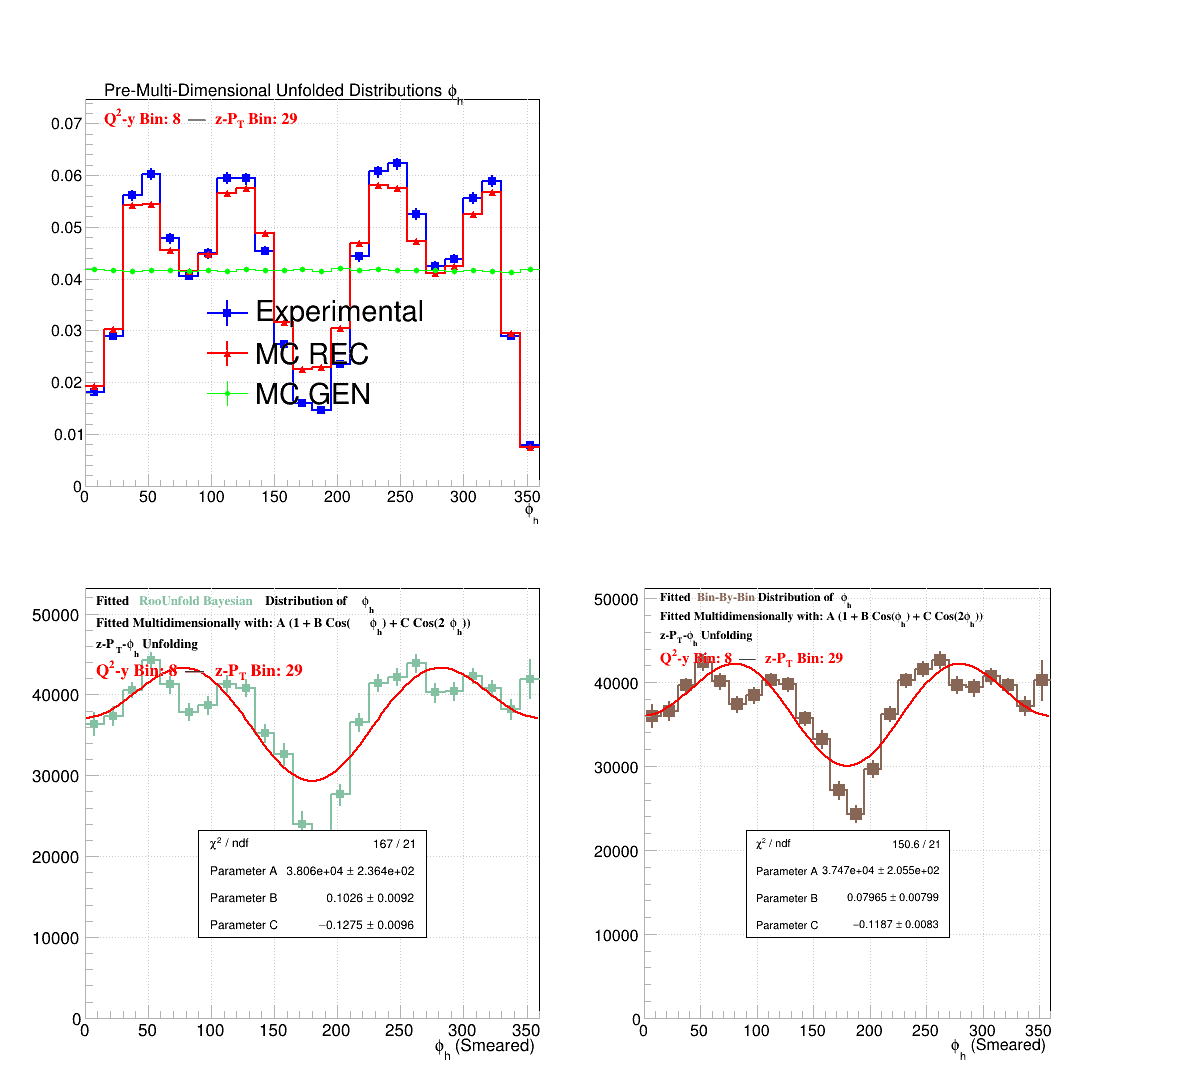 Pre-Multi-Dimensional Unfolded Distributions ϕh
Q2-y Bin: 8 — z-PT Bin: 29
0.07
0.06
0.05
0.04
0.03
0.02
0.01
0
Experimental
MC REC
MC GEN
0 50 100 150 200 250 300 350
ϕh
Fitted RooUnfold Bayesian Distribution of ϕh
Fitted Multidimensionally with: A (1 + B Cos( ϕh) + C Cos(2 ϕh))
z-PT-ϕh Unfolding
Q2-y Bin: 8 — z-PT Bin: 29
50000
40000
30000
20000
10000
0
χ2 / ndf 167 / 21
Parameter A 3.806e+04 ± 2.364e+02
Parameter B 0.1026 ± 0.0092
Parameter C −0.1275 ± 0.0096
0 50 100 150 200 250 300 350
ϕh (Smeared)
Fitted Bin-By-Bin Distribution of ϕh
Fitted Multidimensionally with: A (1 + B Cos(ϕh) + C Cos(2ϕh))
z-PT-ϕh Unfolding
Q2-y Bin: 8 — z-PT Bin: 29
50000
40000
30000
20000
10000
0
χ2 / ndf 150.6 / 21
Parameter A 3.747e+04 ± 2.055e+02
Parameter B 0.07965 ± 0.00799
Parameter C −0.1187 ± 0.0083
0 50 100 150 200 250 300 350
ϕh (Smeared)